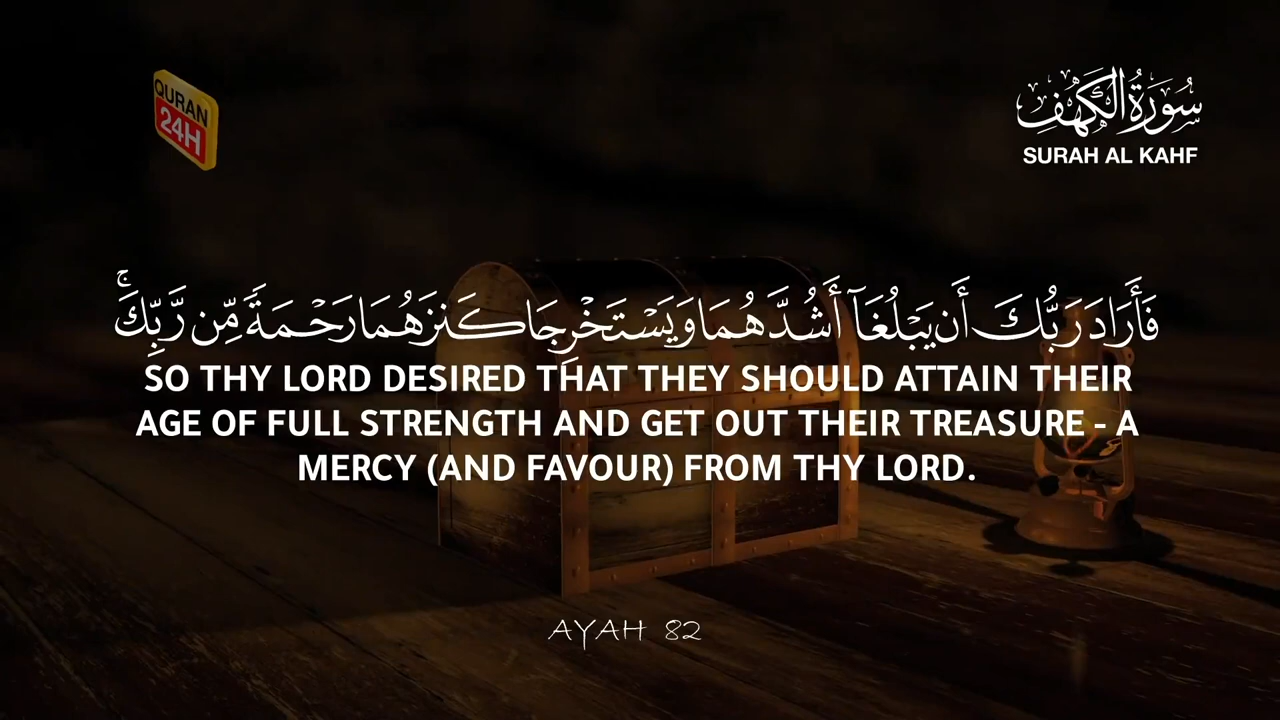 QURAN
24H
سُورَةُ الكَهْفِ
SURAH AL KAHF
فَأَرَادَ رَبُّكَ أَن يَبْلُغَآ أَشُدَّهُمَا وَيَسْتَخْرِجَا كَنزَهُمَا رَحْمَةً مِّن رَّبِّكَ ۚ
SO THY LORD DESIRED THAT THEY SHOULD ATTAIN THEIR
AGE OF FULL STRENGTH AND GET OUT THEIR TREASURE - A
MERCY (AND FAVOUR) FROM THY LORD.
AYAH 82